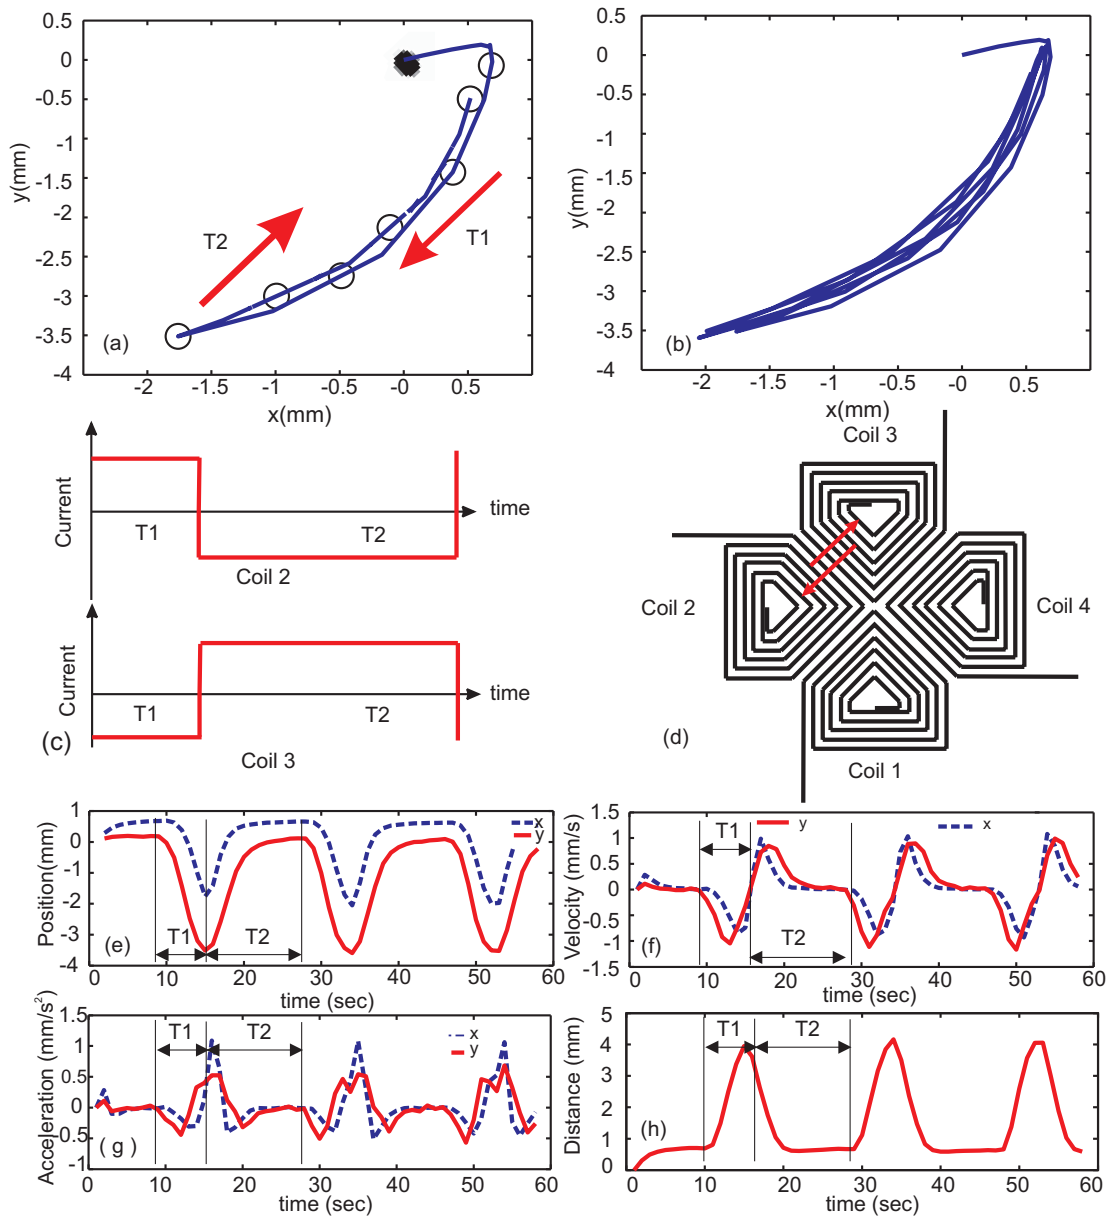 0.5
0
-0.5
-1
-1.5
-2
-2.5
-3
-3.5
-4
y(mm)
T2
T1
(a)
-2
-1.5
-1
-0.5
-0
0.5
x(mm)
0.5
0
-0.5
-1
-1.5
-2
-2.5
-3
-3.5
-4
y(mm)
(b)
-2
-1.5
-1
-0.5
-0
0.5
x(mm)
Current
T1
T2
time
Coil 2
Current
T1
T2
time
(c)
Coil 3
Coil 3
Coil 2
Coil 4
(d)
Coil 1
1
0
-1
-2
-3
-4
Position(mm)
x
y
T1
T2
(e)
0
10
20
30
40
50
60
time (sec)
1.5
1
0.5
0
-0.5
-1
-1.5
Velocity (mm/s)
T1
y
x
T2
(f)
0
10
20
30
40
50
60
time (sec)
1.5
1
0.5
0
-0.5
-1
Acceleration (mm/s²)
T1
T2
x
y
( g )
0
10
20
30
40
50
60
time (sec)
5
4
3
2
1
0
Distance (mm)
T1
T2
(h)
0
10
20
30
40
50
60
time (sec)